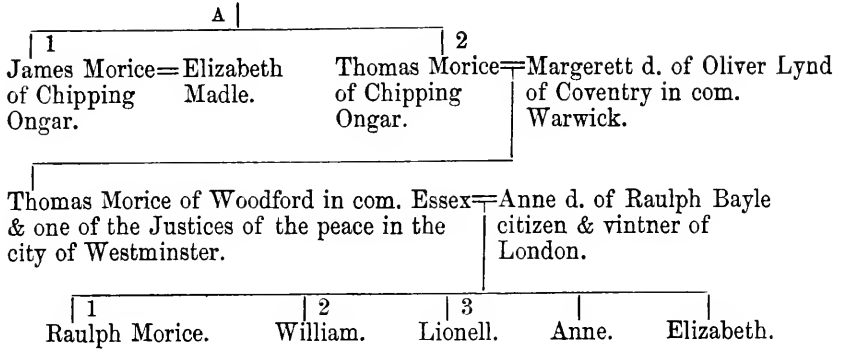 A
1 2
James Morice=Elizabeth Thomas Morice=Margerett d. of Oliver Lynd
of Chipping Madle. of Chipping of Coventry in com.
Ongar. Ongar. Warwick.
Thomas Morice of Woodford in com. Essex=Anne d. of Raulph Bayle
& one of the Justices of the peace in the citizen & vintner of
city of Westminster. London.
1 2 3
Raulph Morice. William. Lionell. Anne. Elizabeth.